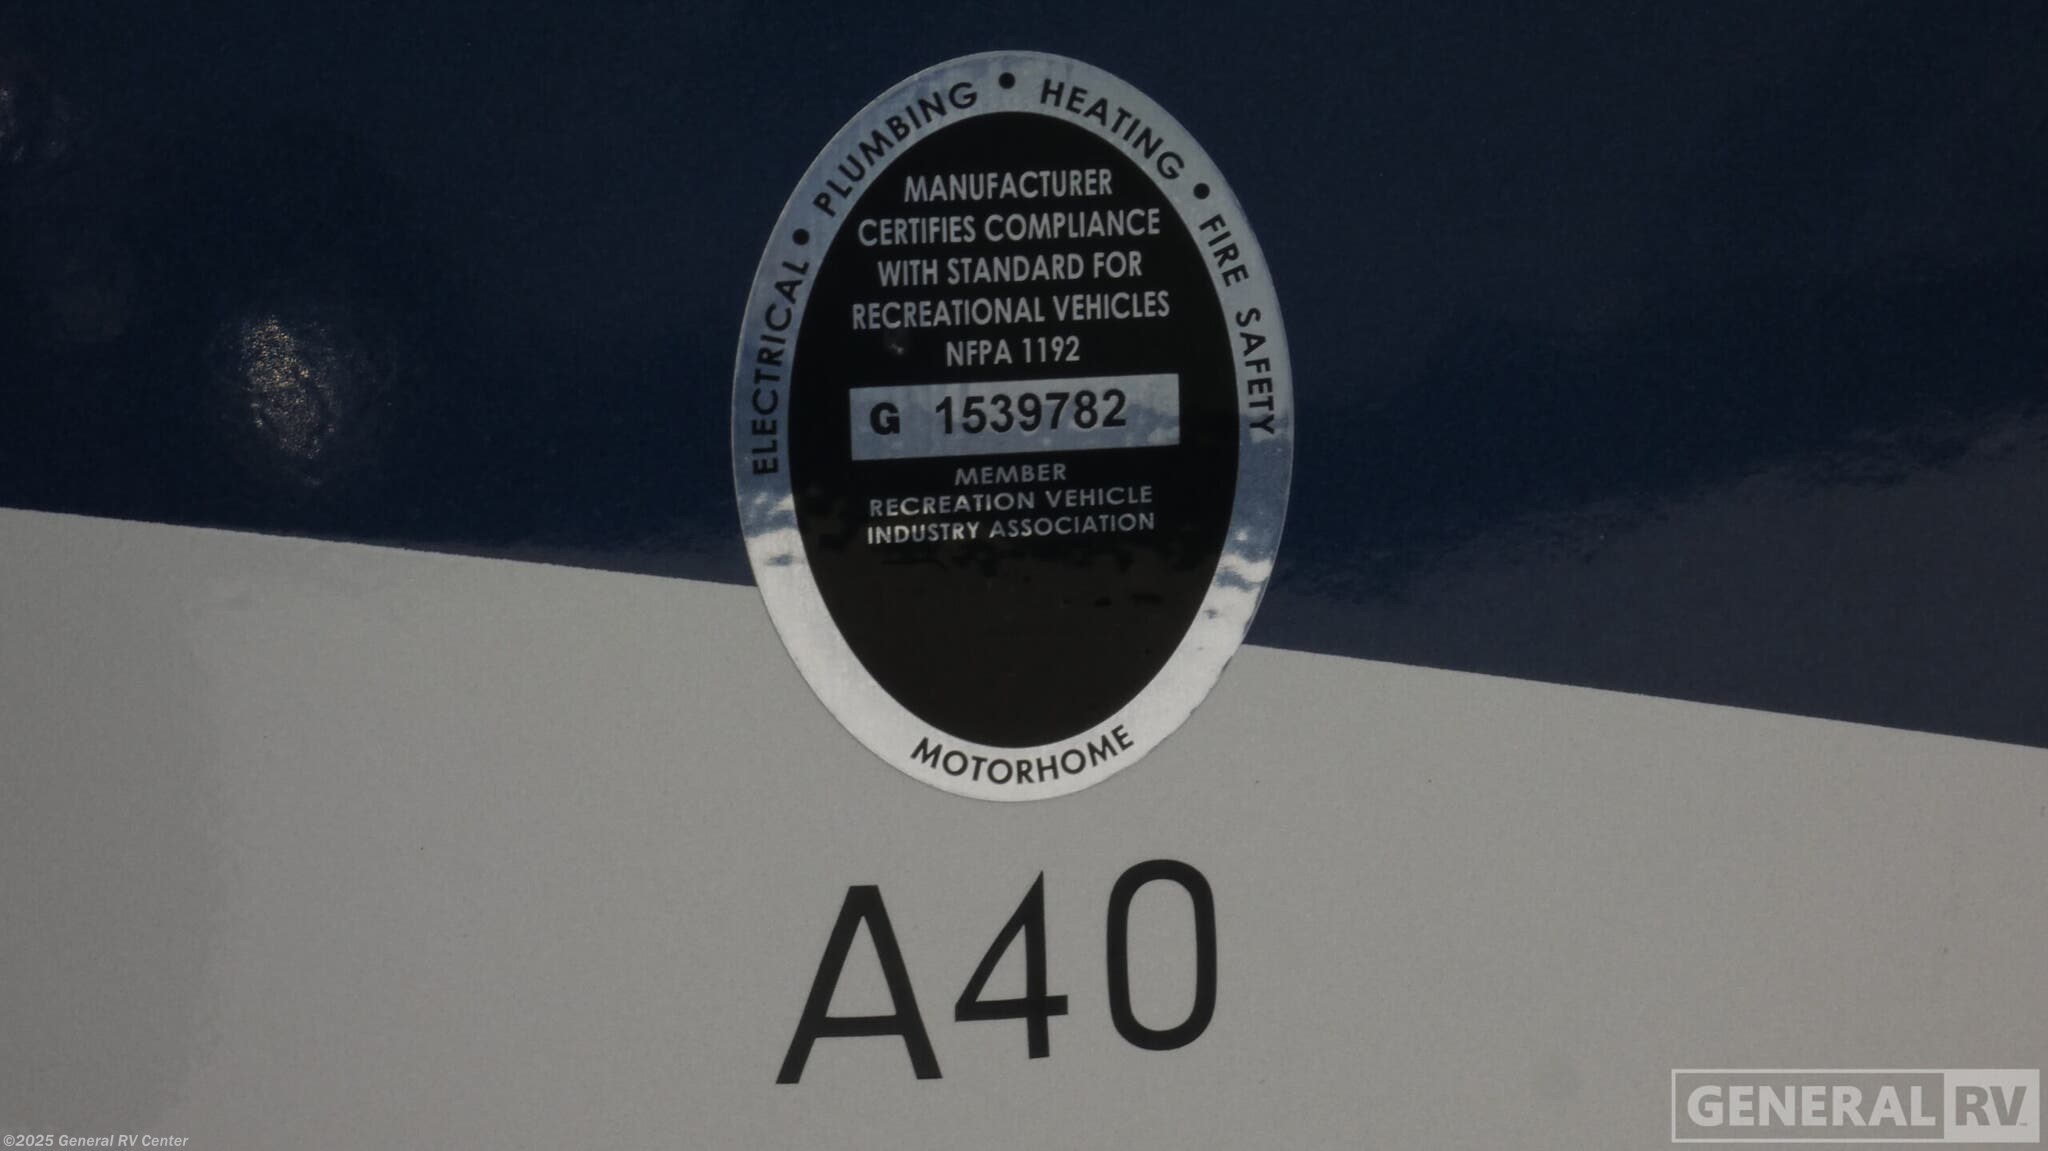 ELECTRICAL • PLUMBING • HEATING • FIRE SAFETY
MANUFACTURER
CERTIFIES COMPLIANCE
WITH STANDARD FOR
RECREATIONAL VEHICLES
NFPA 1192
G 1539782
MEMBER
RECREATION VEHICLE
INDUSTRY ASSOCIATION
MOTORHOME
A40
GENERAL RV
©2025 General RV Center